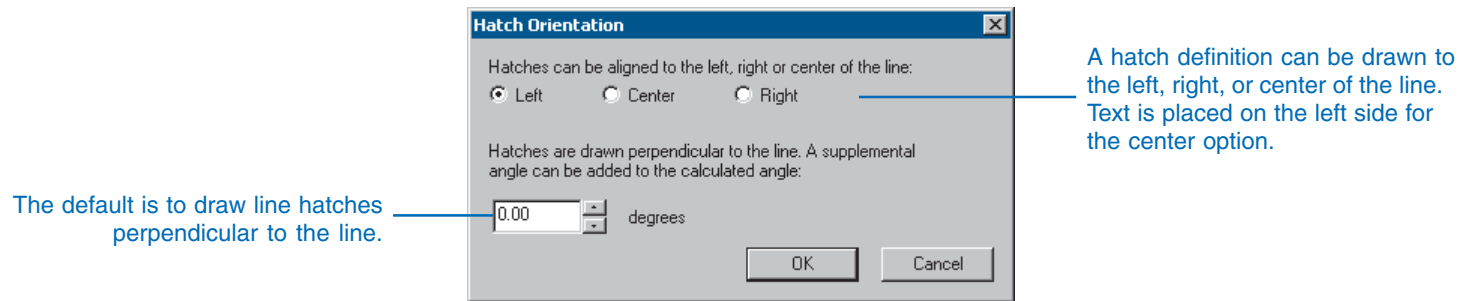 Hatch Orientation
Hatches can be aligned to the left, right or center of the line:
Left Center Right
A hatch definition can be drawn to
the left, right, or center of the line.
Text is placed on the left side for
the center option.
Hatches are drawn perpendicular to the line. A supplemental
angle can be added to the calculated angle:
The default is to draw line hatches
perpendicular to the line.
0.00 degrees
OK Cancel